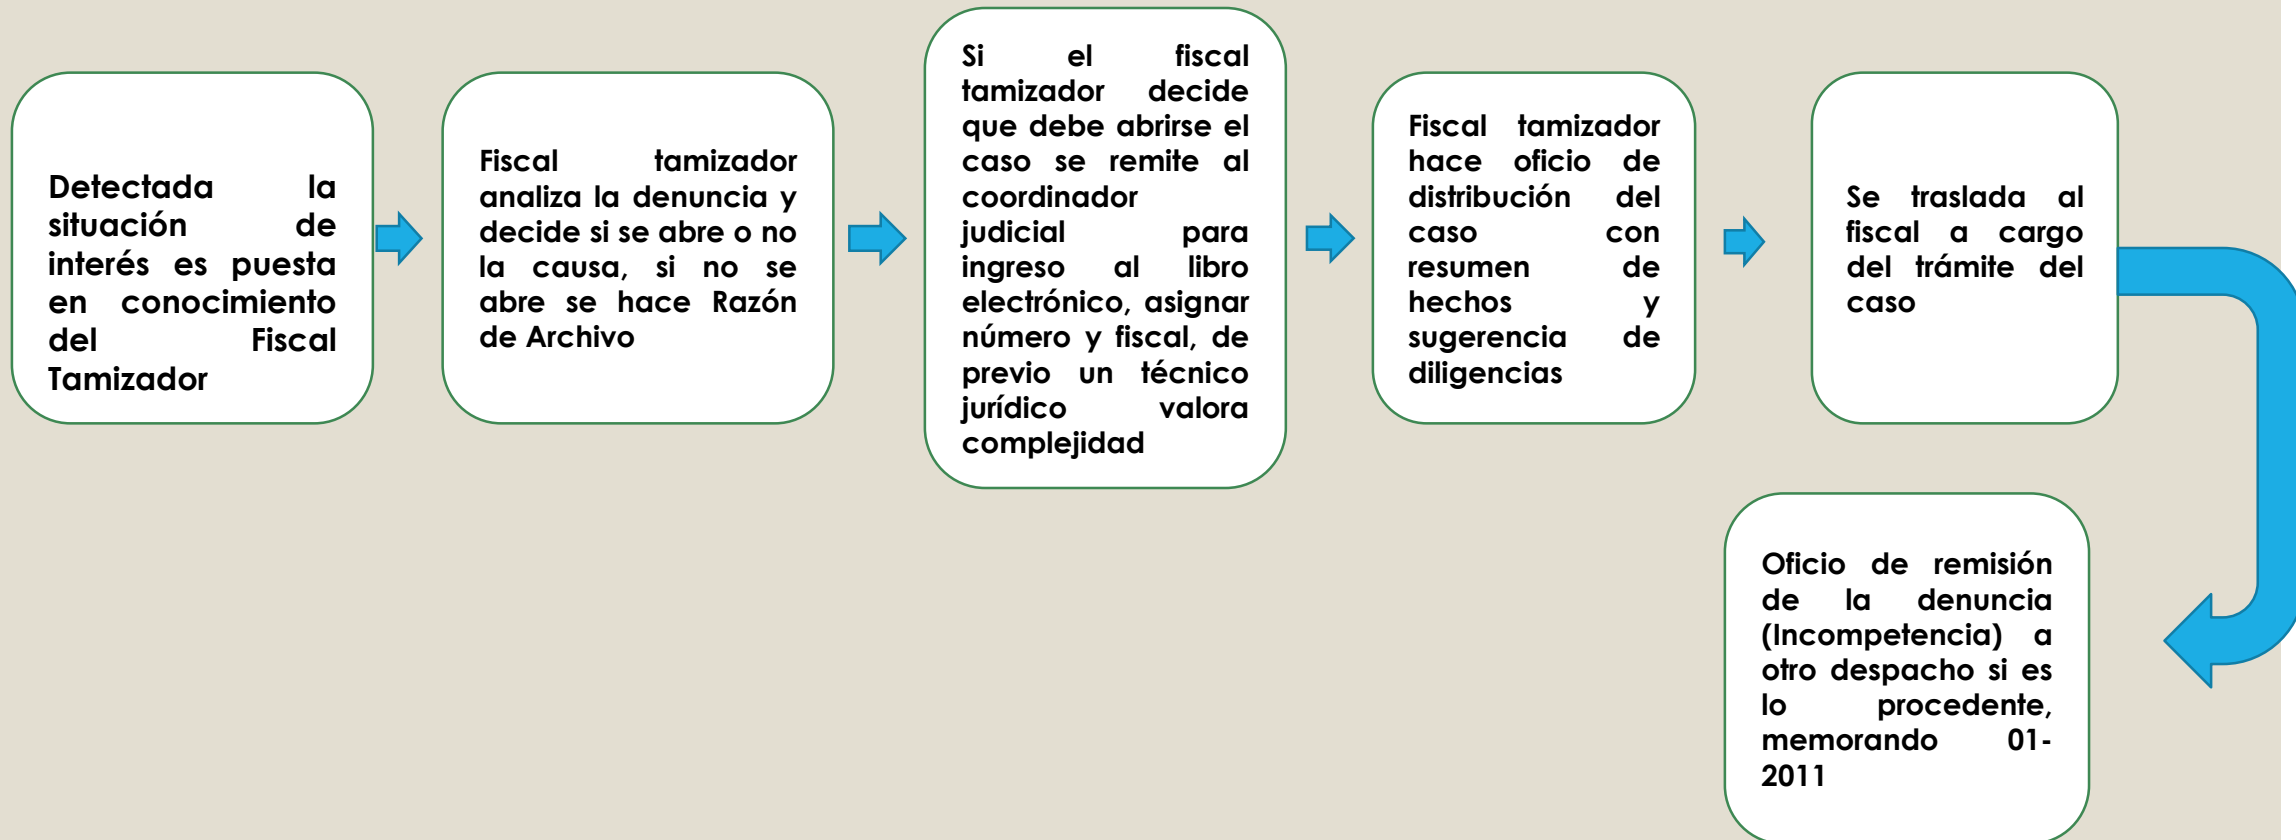 Detectada la
situación de
interés es puesta
en conocimiento
del Fiscal
Tamizador
Fiscal tamizador
analiza la denuncia y
decide si se abre o no
la causa, si no se
abre se hace Razón
de Archivo
Si el fiscal
tamizador decide
que debe abrirse el
caso se remite al
coordinador
judicial para
ingreso al libro
electrónico, asignar
número y fiscal, de
previo un técnico
jurídico valora
complejidad
Fiscal tamizador
hace oficio de
distribución del
caso con
resumen de
hechos y
sugerencia de
diligencias
Se traslada al
fiscal a cargo
del trámite del
caso
Oficio de remisión
de la denuncia
(Incompetencia) a
otro despacho si es
lo procedente,
memorando 01-
2011